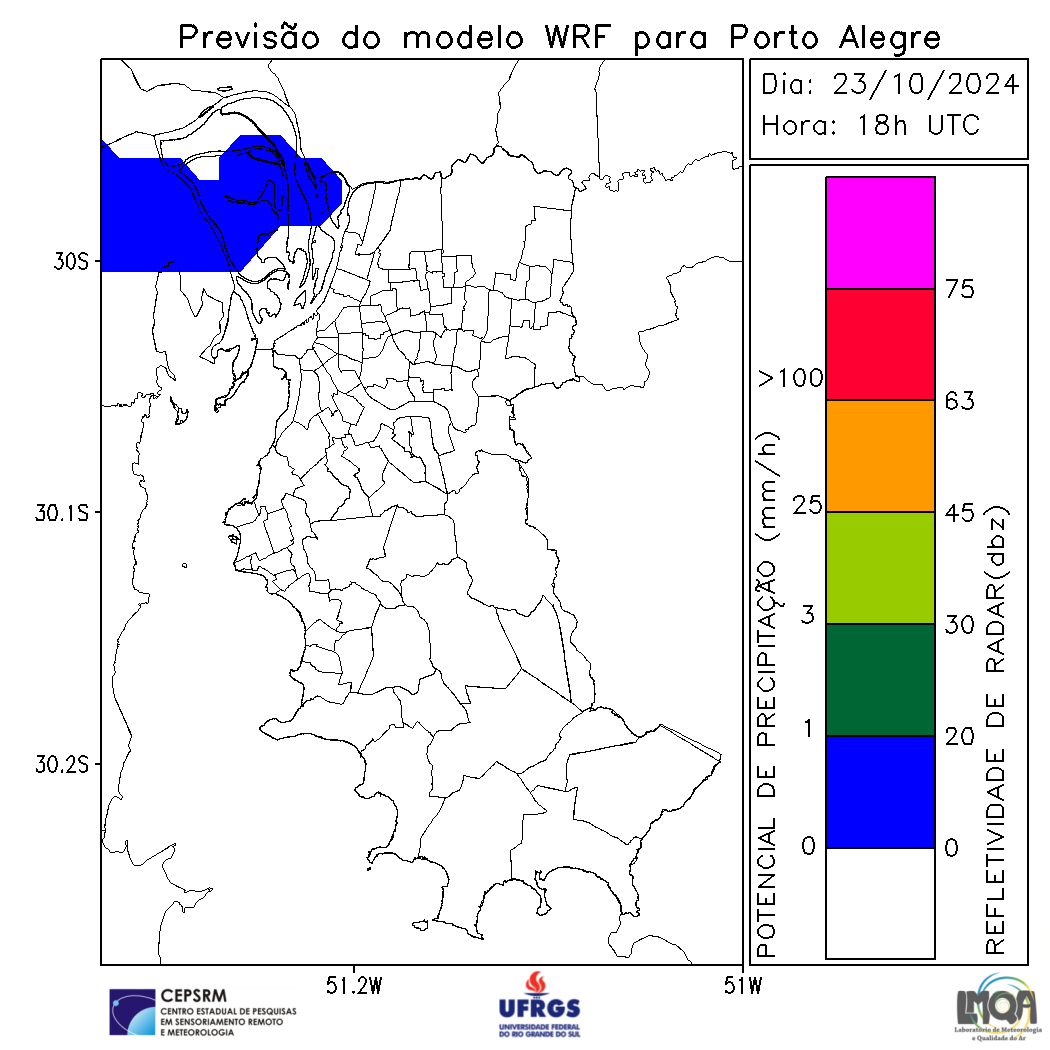 Previsão do modelo WRF para Porto Alegre
Dia: 23/10/2024
Hora: 18h UTC
30S
30.1S
30.2S
51.2W
51W
POTENCIAL DE PRECIPITAÇÃO (mm/h)
>100
25
3
1
0
75
63
45
30
20
0
REFLETIVIDADE DE RADAR(dbz)
CEPSRM
CENTRO ESTADUAL DE PESQUISAS
EM SENSORIAMENTO REMOTO
E METEOROLOGIA
UFRGS
UNIVERSIDADE FEDERAL
DO RIO GRANDE DO SUL
LMQA
Laboratório de Meteorologia
e Qualidade do Ar